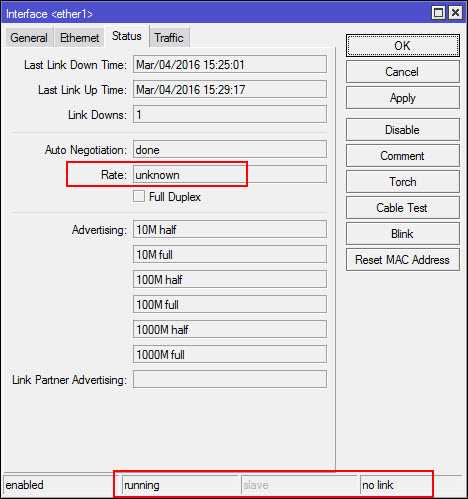 Interface <ether1>
General Ethernet Status Traffic
Last Link Down Time: Mar/04/2016 15:25:01
Last Link Up Time: Mar/04/2016 15:29:17
Link Downs: 1
Auto Negotiation: done
Rate: unknown
Full Duplex
Advertising: 10M half
10M full
100M half
100M full
1000M half
1000M full
Link Partner Advertising:
OK
Cancel
Apply
Disable
Comment
Torch
Cable Test
Blink
Reset MAC Address
enabled running slave no link